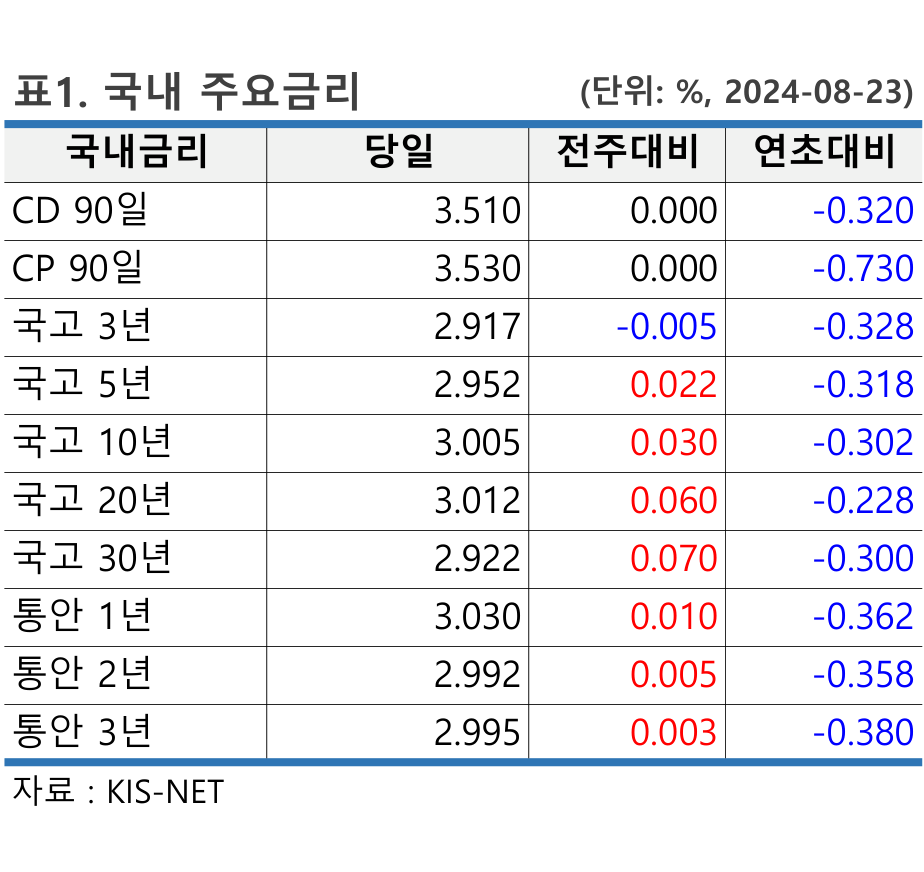 표1. 국내 주요금리 (단위: %, 2024-08-23)
국내금리 당일 전주대비 연초대비
CD 90일 3.510 0.000 -0.320
CP 90일 3.530 0.000 -0.730
국고 3년 2.917 -0.005 -0.328
국고 5년 2.952 0.022 -0.318
국고 10년 3.005 0.030 -0.302
국고 20년 3.012 0.060 -0.228
국고 30년 2.922 0.070 -0.300
통안 1년 3.030 0.010 -0.362
통안 2년 2.992 0.005 -0.358
통안 3년 2.995 0.003 -0.380
자료 : KIS-NET